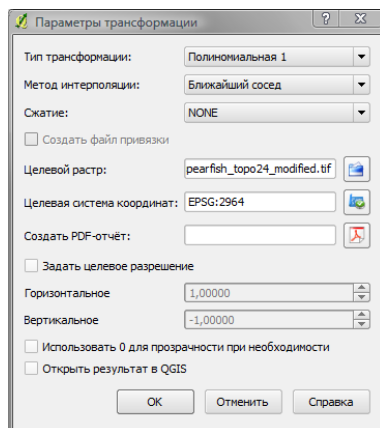 Параметры трансформации
Тип трансформации: Полиномиальная 1
Метод интерполяции: Ближайший сосед
Сжатие: NONE
Создать файл привязки
Целевой растр: pearfish_topo24_modified.tif
Целевая система координат: EPSG:2964
Создать PDF-отчёт:
Задать целевое разрешение
Горизонтальное 1,00000
Вертикальное -1,00000
Использовать 0 для прозрачности при необходимости
Открыть результат в QGIS
OK Отменить Справка